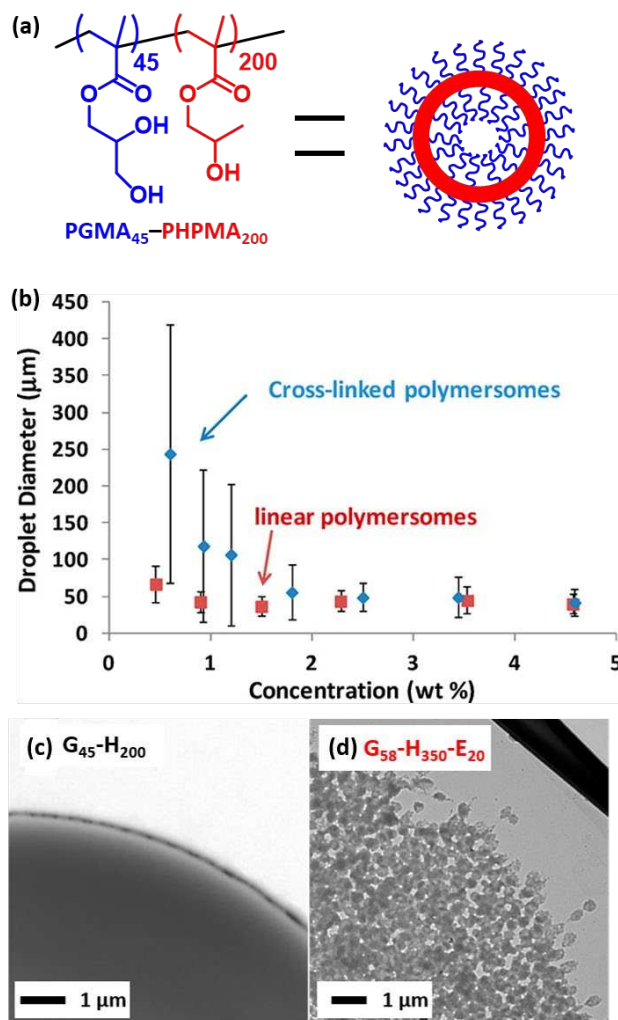 (a)
45
200
O
O
O
O
OH
OH
OH
PGMA45–PHPMA200
(b)
450
400
350
300
250
200
150
100
50
0
Droplet Diameter (µm)
Cross-linked polymersomes
linear polymersomes
0 1 2 3 4 5
Concentration (wt %)
(c) G45-H200
1 µm
(d) G58-H350-E20
1 µm